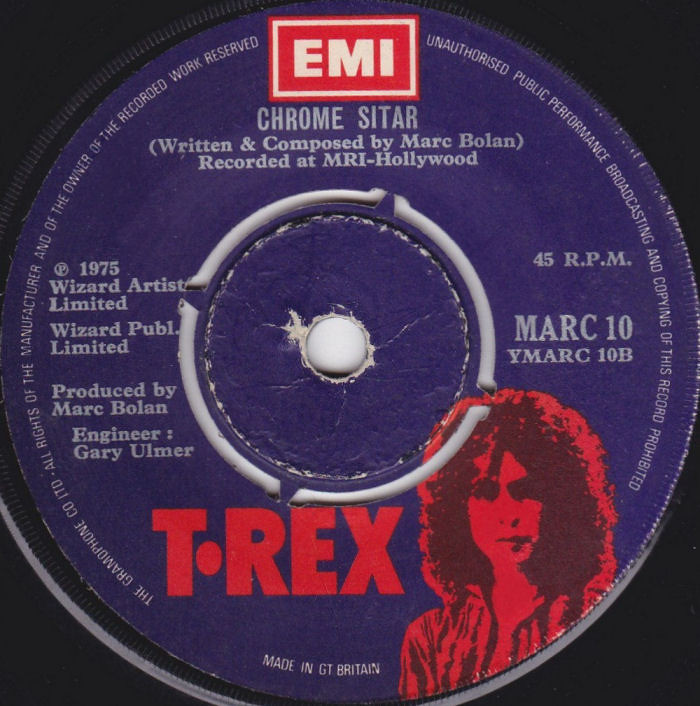 EMI
CHROME SITAR
(Written & Composed by Marc Bolan)
Recorded at MRI-Hollywood
℗ 1975
Wizard Artist
Limited
Wizard Publ.
Limited
Produced by
Marc Bolan
Engineer :
Gary Ulmer
45 R.P.M.
MARC 10
YMARC 10B
T•REX
MADE IN GT BRITAIN
THE GRAMOPHONE CO LTD • ALL RIGHTS OF THE MANUFACTURER AND OF THE OWNER OF THE RECORDED WORK RESERVED
UNAUTHORISED PUBLIC PERFORMANCE BROADCASTING AND COPYING OF THIS RECORD PROHIBITED